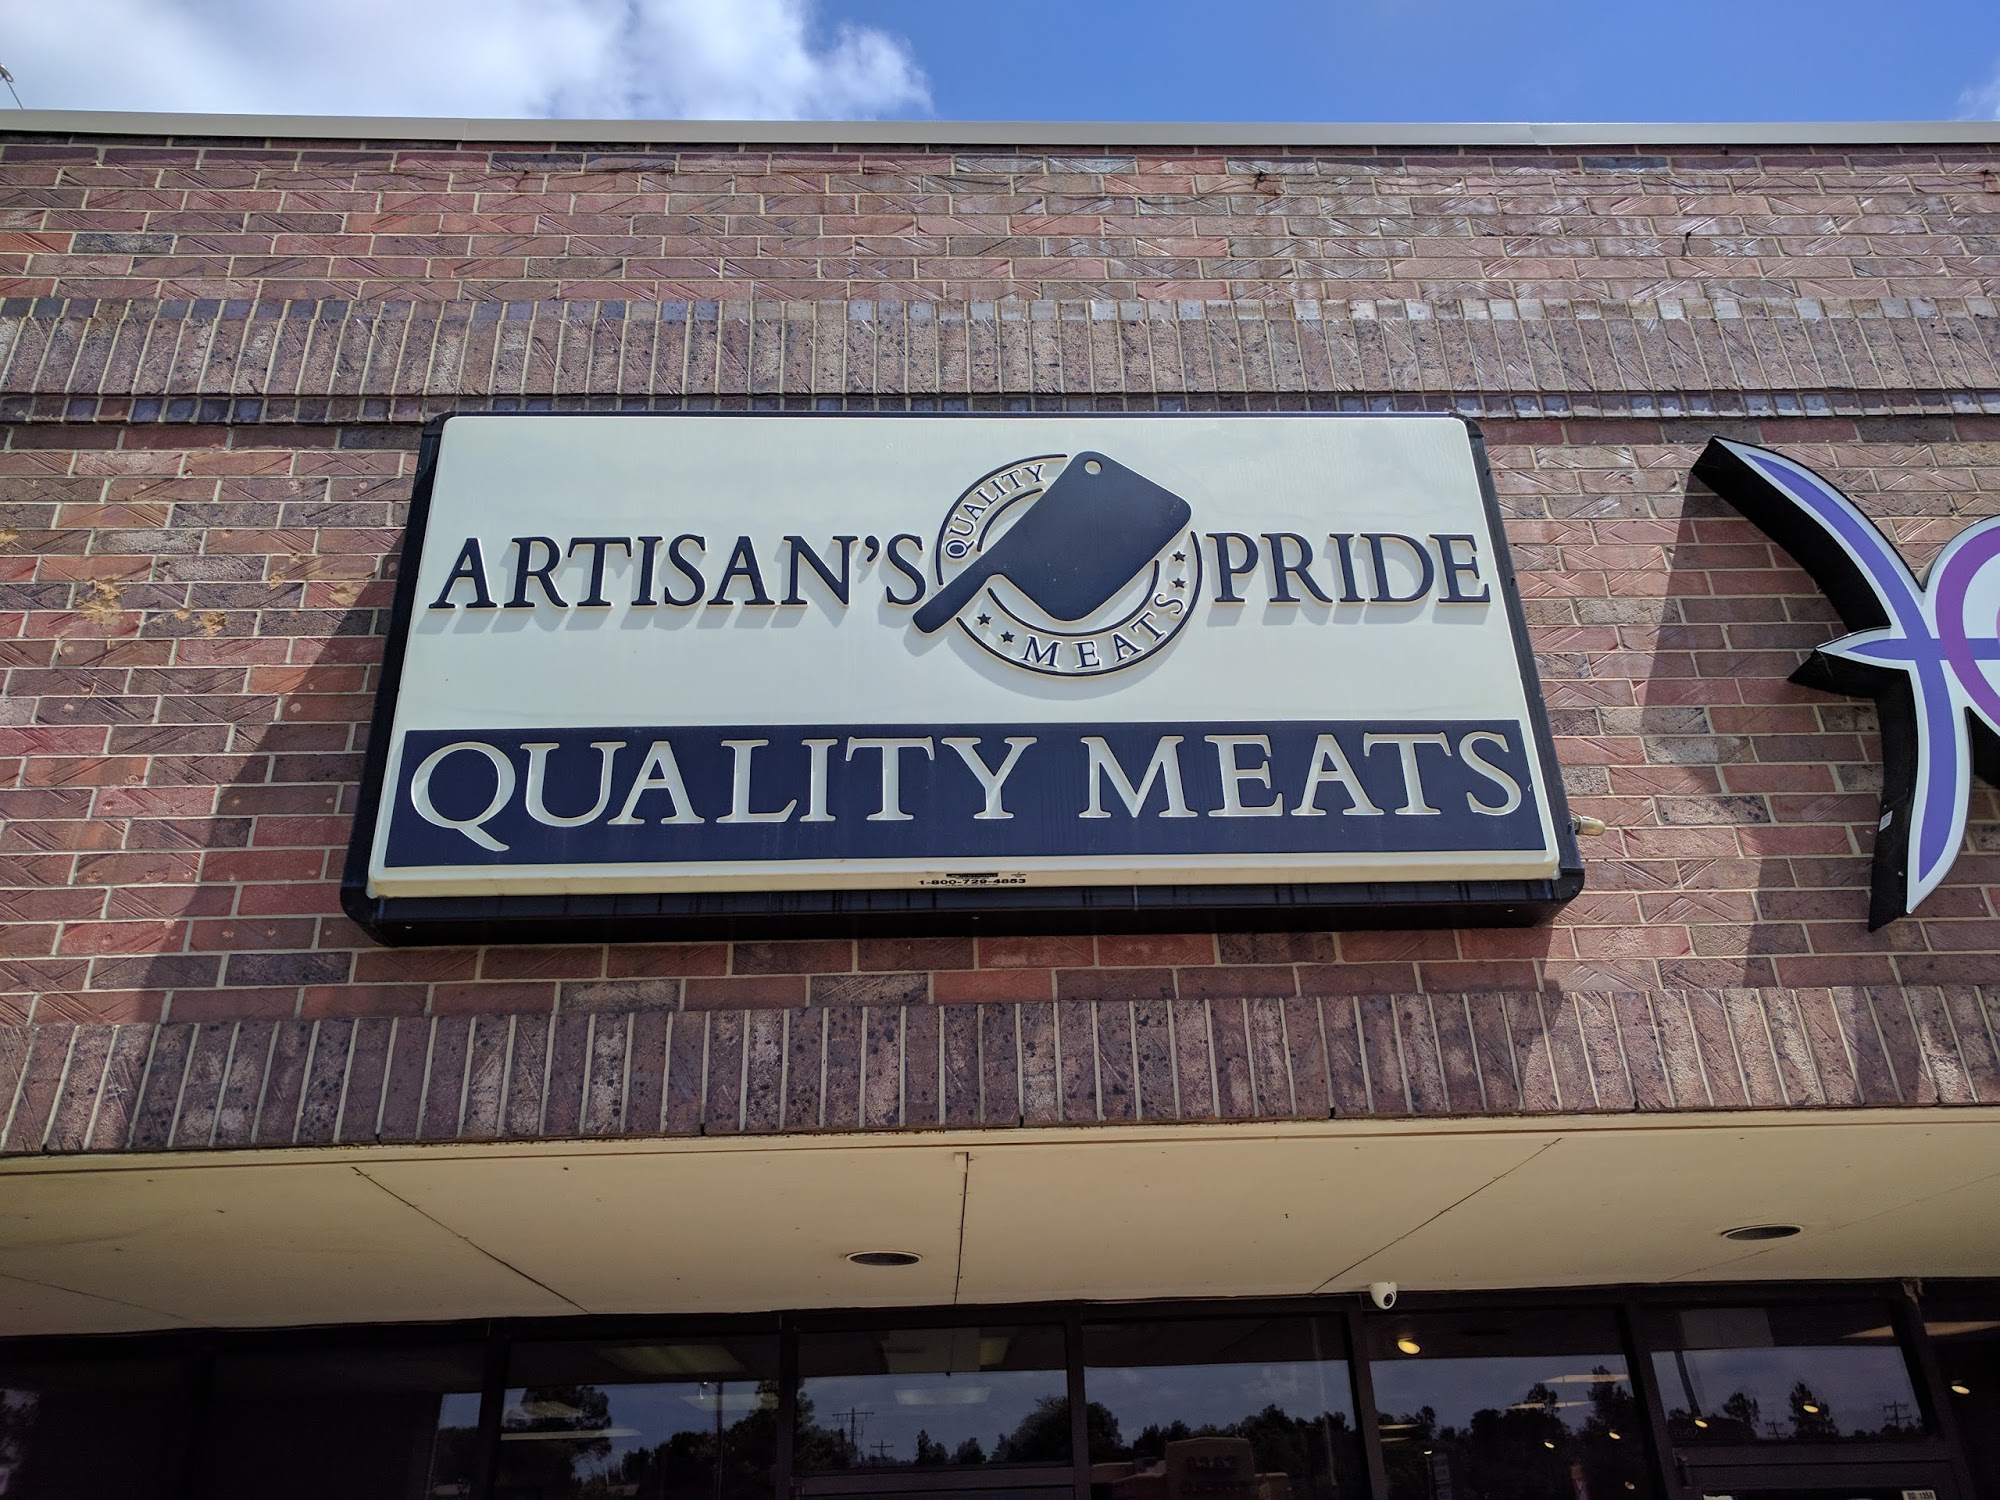 ARTISAN'S PRIDE
QUALITY
MEATS
QUALITY MEATS
1-800-729-4853